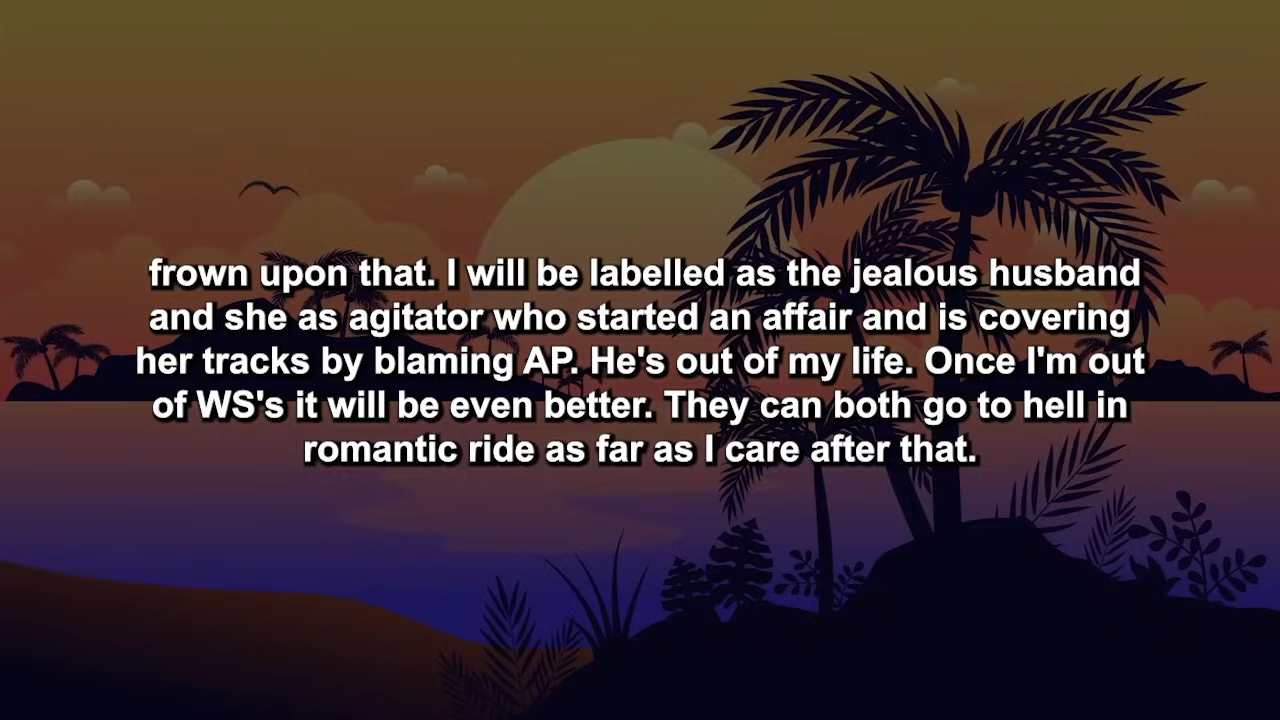 frown upon that. I will be labelled as the jealous husband
and she as agitator who started an affair and is covering
her tracks by blaming AP. He's out of my life. Once I'm out
of WS's it will be even better. They can both go to hell in
romantic ride as far as I care after that.